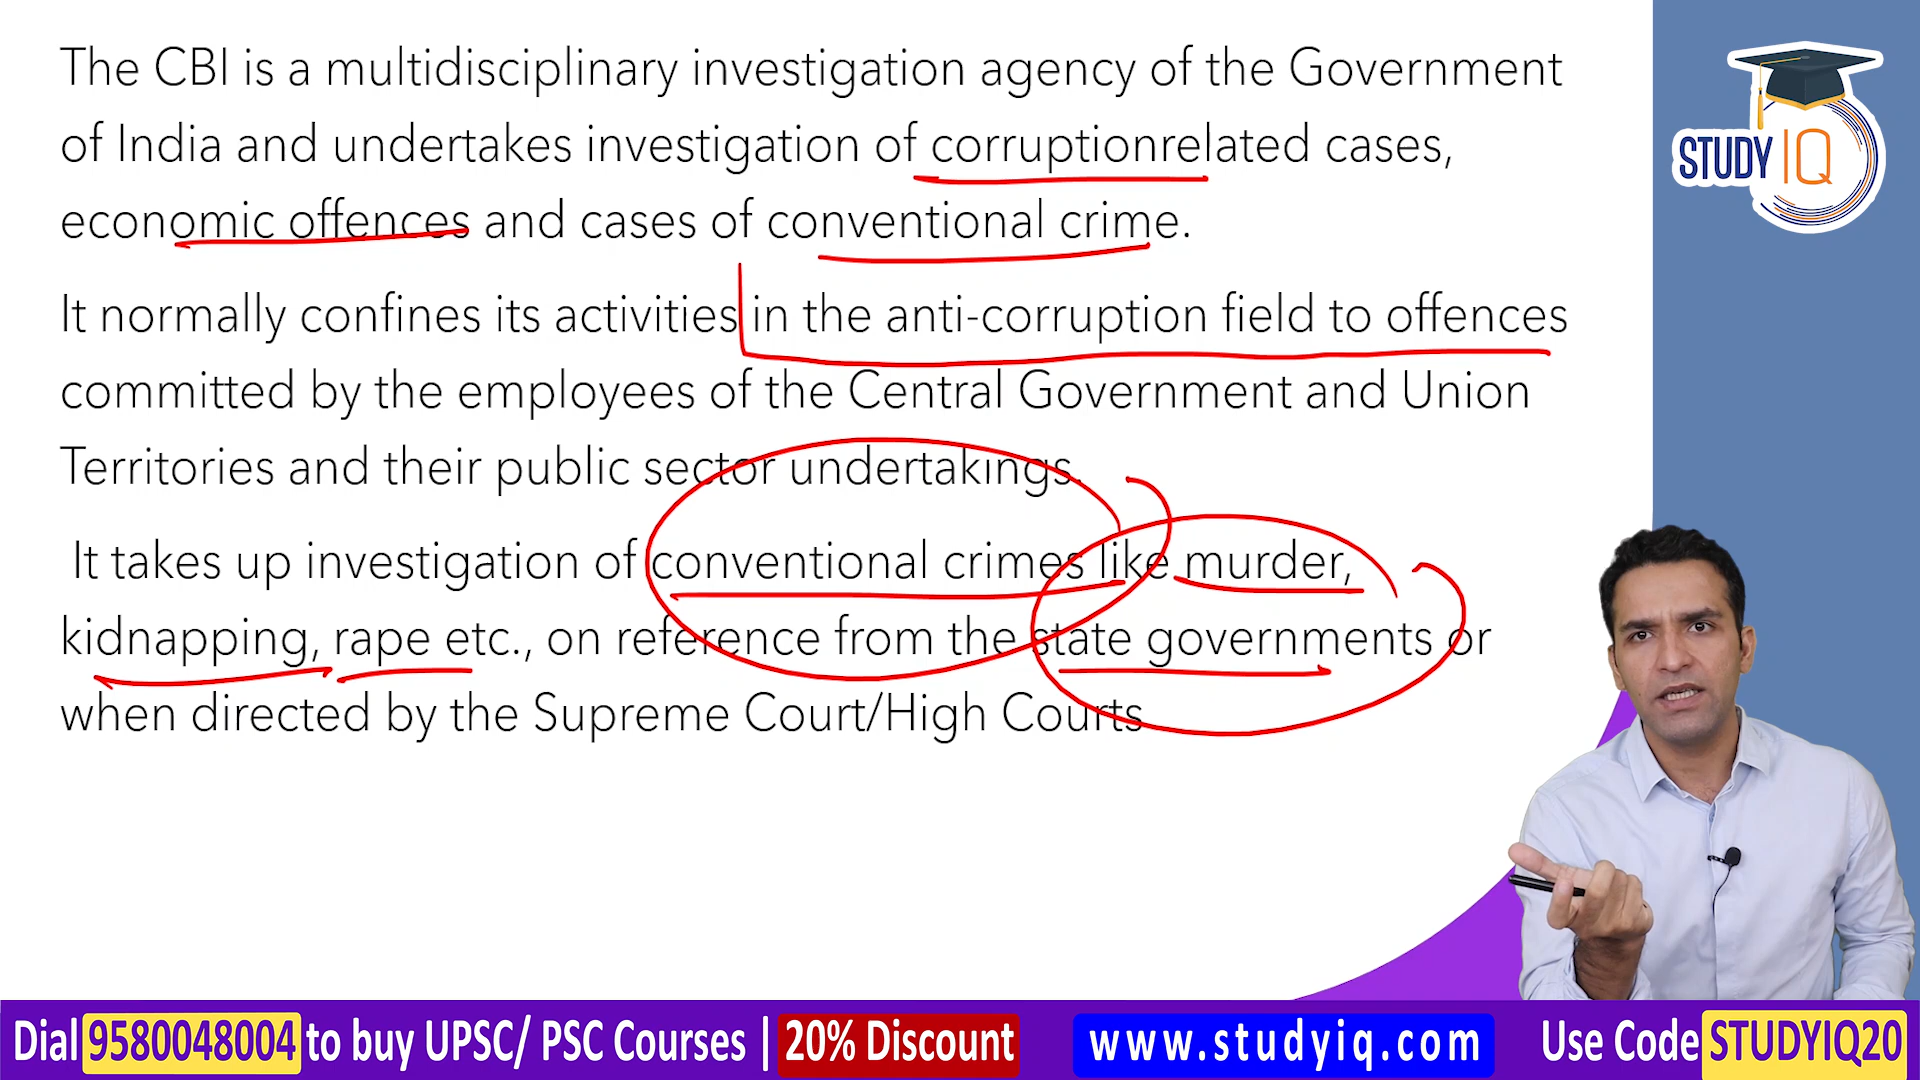 The CBI is a multidisciplinary investigation agency of the Government
of India and undertakes investigation of corruptionrelated cases,
economic offences and cases of conventional crime.
It normally confines its activities in the anti-corruption field to offences
committed by the employees of the Central Government and Union
Territories and their public sector undertakings.
It takes up investigation of conventional crimes like murder,
kidnapping, rape etc., on reference from the state governments or
when directed by the Supreme Court/High Courts
STUDY IQ
Dial 9580048004 to buy UPSC/ PSC Courses | 20% Discount www.studyiq.com Use Code STUDYIQ20